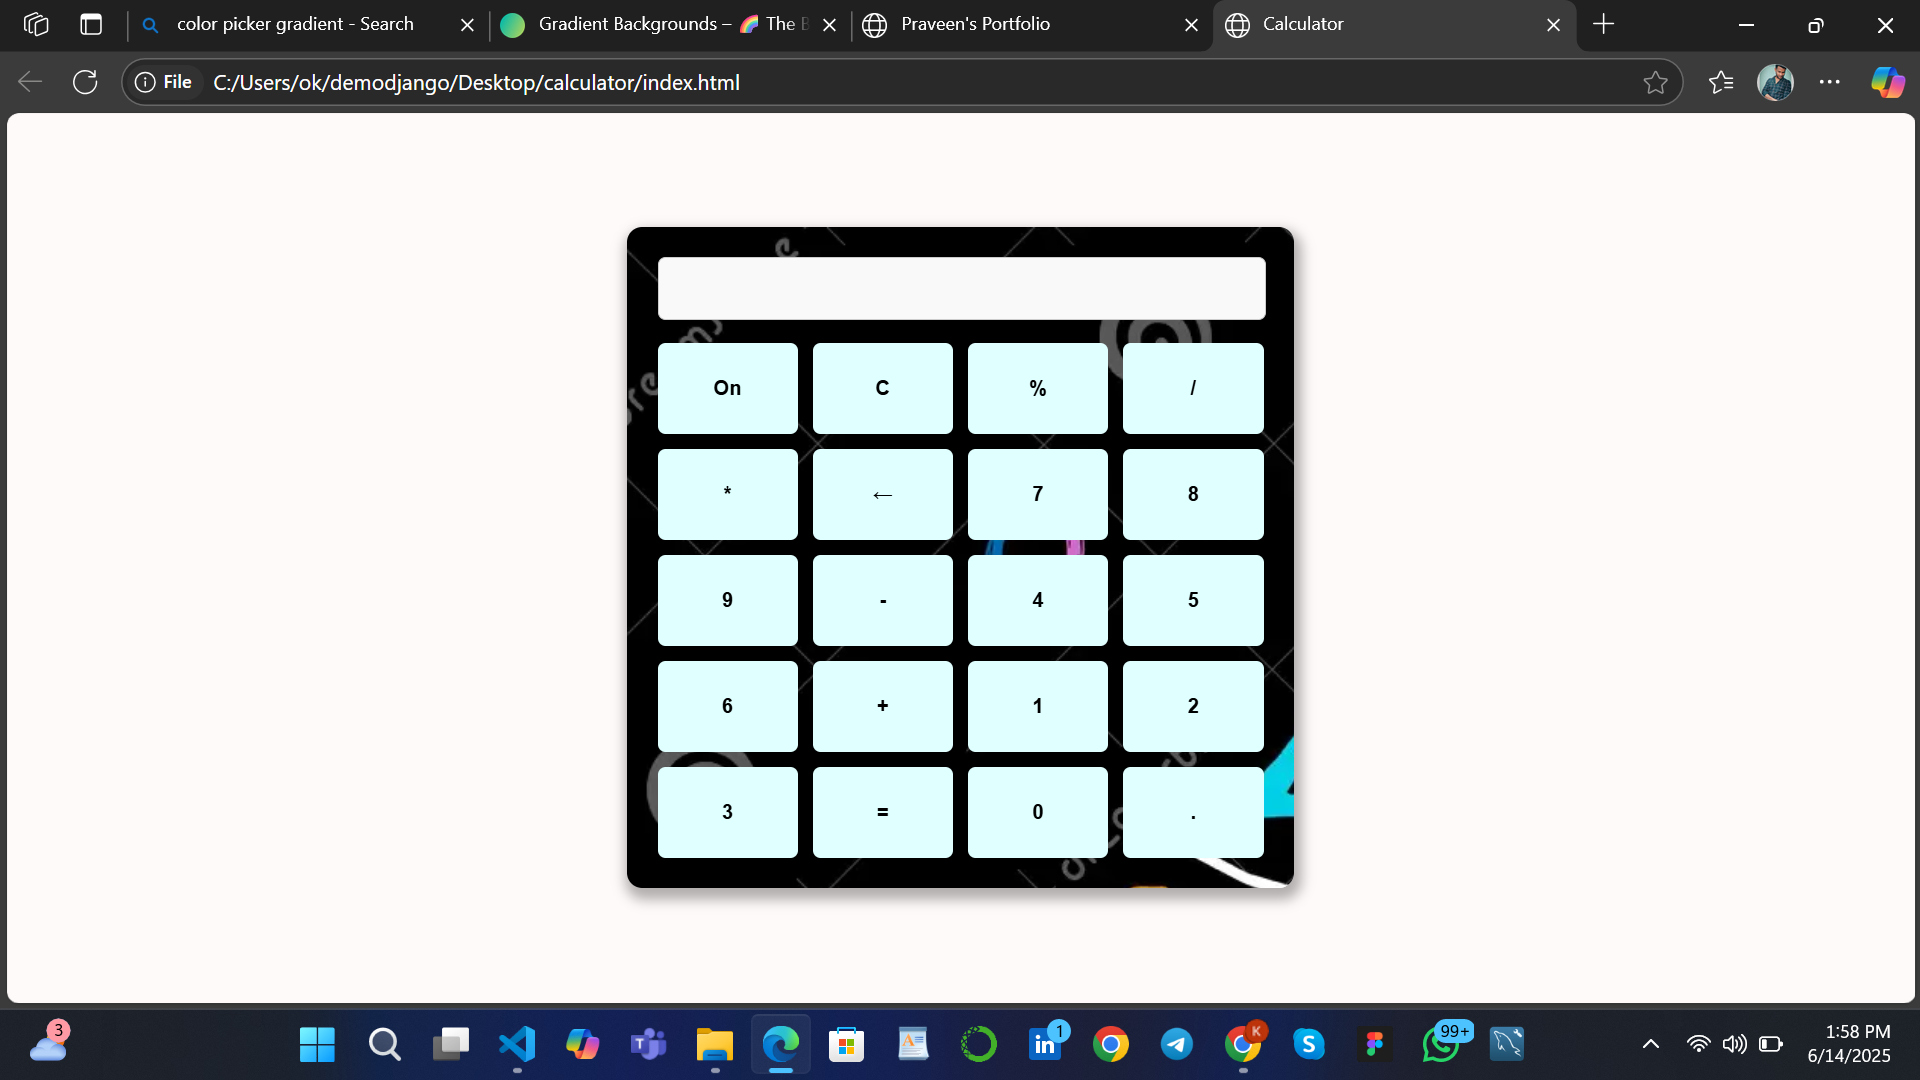 color picker gradient - Search
Gradient Backgrounds – 🌈 The B
Praveen's Portfolio
Calculator
File
C:/Users/ok/demodjango/Desktop/calculator/index.html
On C % /
* ← 7 8
9 - 4 5
6 + 1 2
3 = 0 .
3
1
K
99+
1:58 PM
6/14/2025